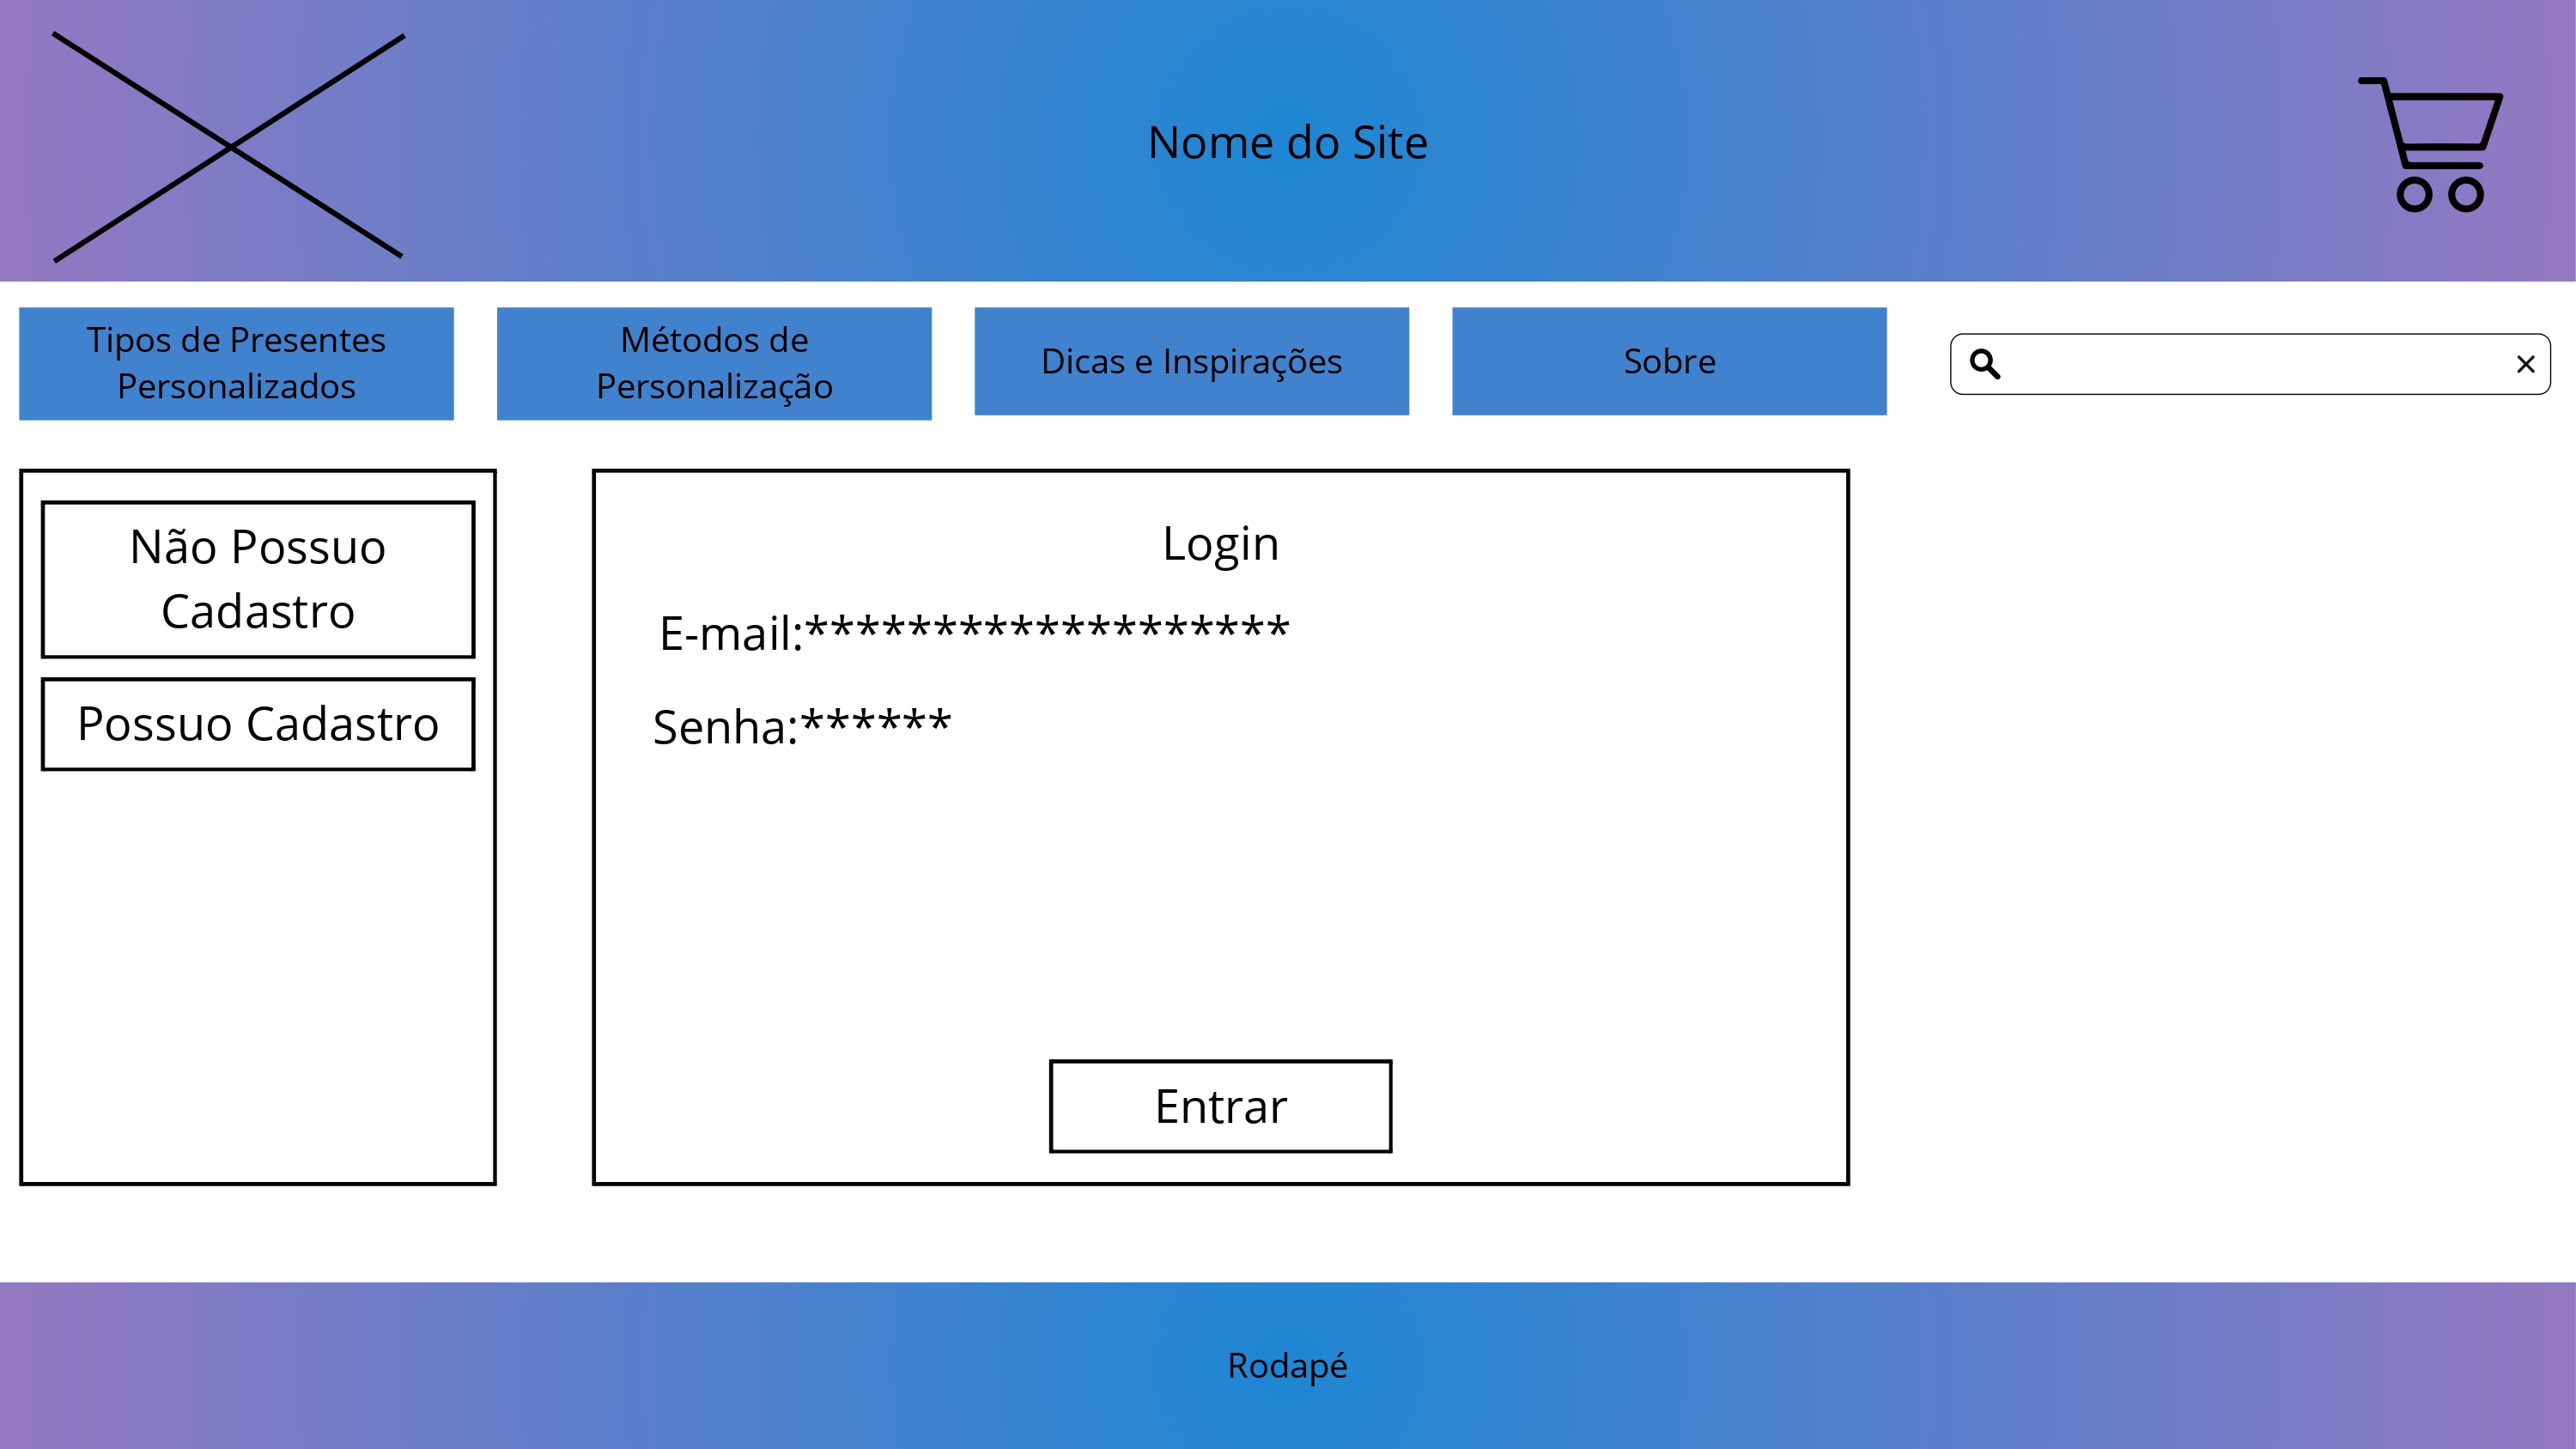 Nome do Site
Tipos de Presentes
Personalizados
Métodos de
Personalização
Dicas e Inspirações
Sobre
Não Possuo
Cadastro
Possuo Cadastro
Login
E-mail:*******************
Senha:******
Entrar
Rodapé